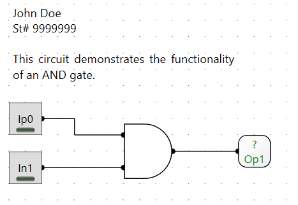 John Doe
St# 9999999
This circuit demonstrates the functionality
of an AND gate.
Ip0
?
Op1
In1